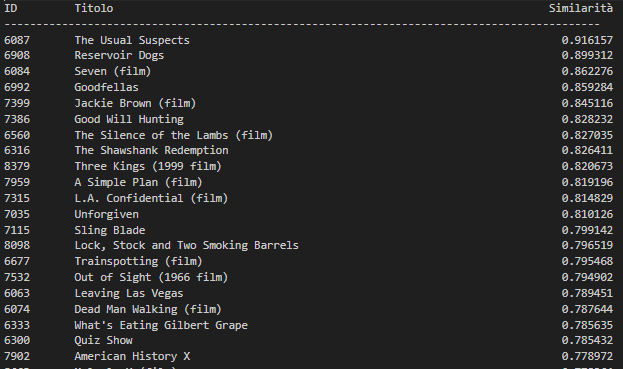 ID Titolo Similarità
--------------------------------------------------------------------------------
6087 The Usual Suspects 0.916157
6908 Reservoir Dogs 0.899312
6084 Seven (film) 0.862276
6992 Goodfellas 0.859284
7399 Jackie Brown (film) 0.845116
7386 Good Will Hunting 0.828232
6560 The Silence of the Lambs (film) 0.827035
6316 The Shawshank Redemption 0.826411
8379 Three Kings (1999 film) 0.820673
7959 A Simple Plan (film) 0.819196
7315 L.A. Confidential (film) 0.814829
7035 Unforgiven 0.810126
7115 Sling Blade 0.799142
8098 Lock, Stock and Two Smoking Barrels 0.796519
6677 Trainspotting (film) 0.795468
7532 Out of Sight (1966 film) 0.794902
6063 Leaving Las Vegas 0.789451
6074 Dead Man Walking (film) 0.787644
6333 What's Eating Gilbert Grape 0.785635
6300 Quiz Show 0.785432
7902 American History X 0.778972